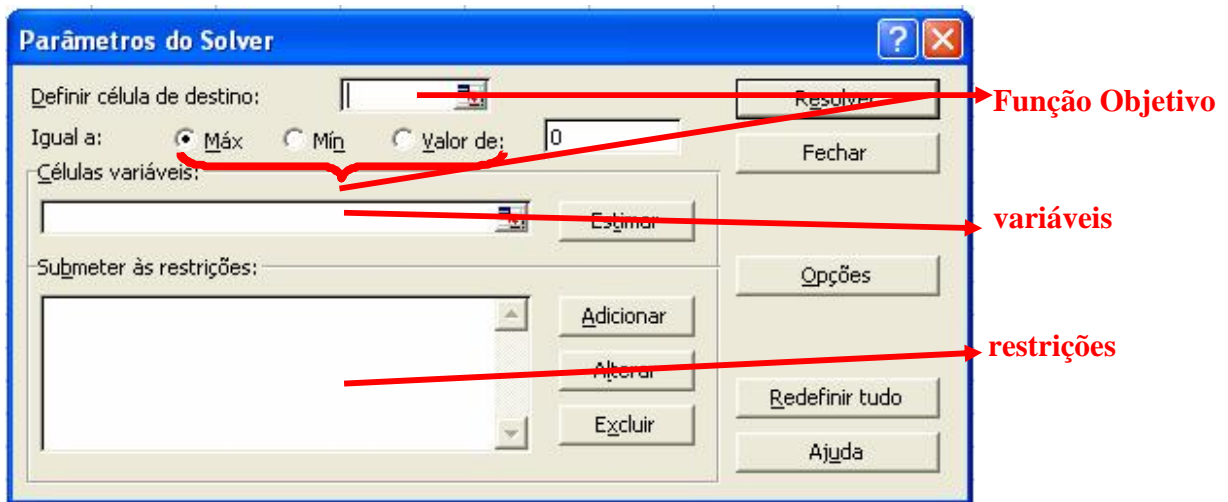 Parâmetros do Solver
Definir célula de destino:
Resolver
Função Objetivo
Igual a:
Máx
Mín
Valor de:
0
Fechar
Células variáveis:
Estimar
variáveis
Submeter às restrições:
Opções
Adicionar
restrições
Alterar
Redefinir tudo
Excluir
Ajuda